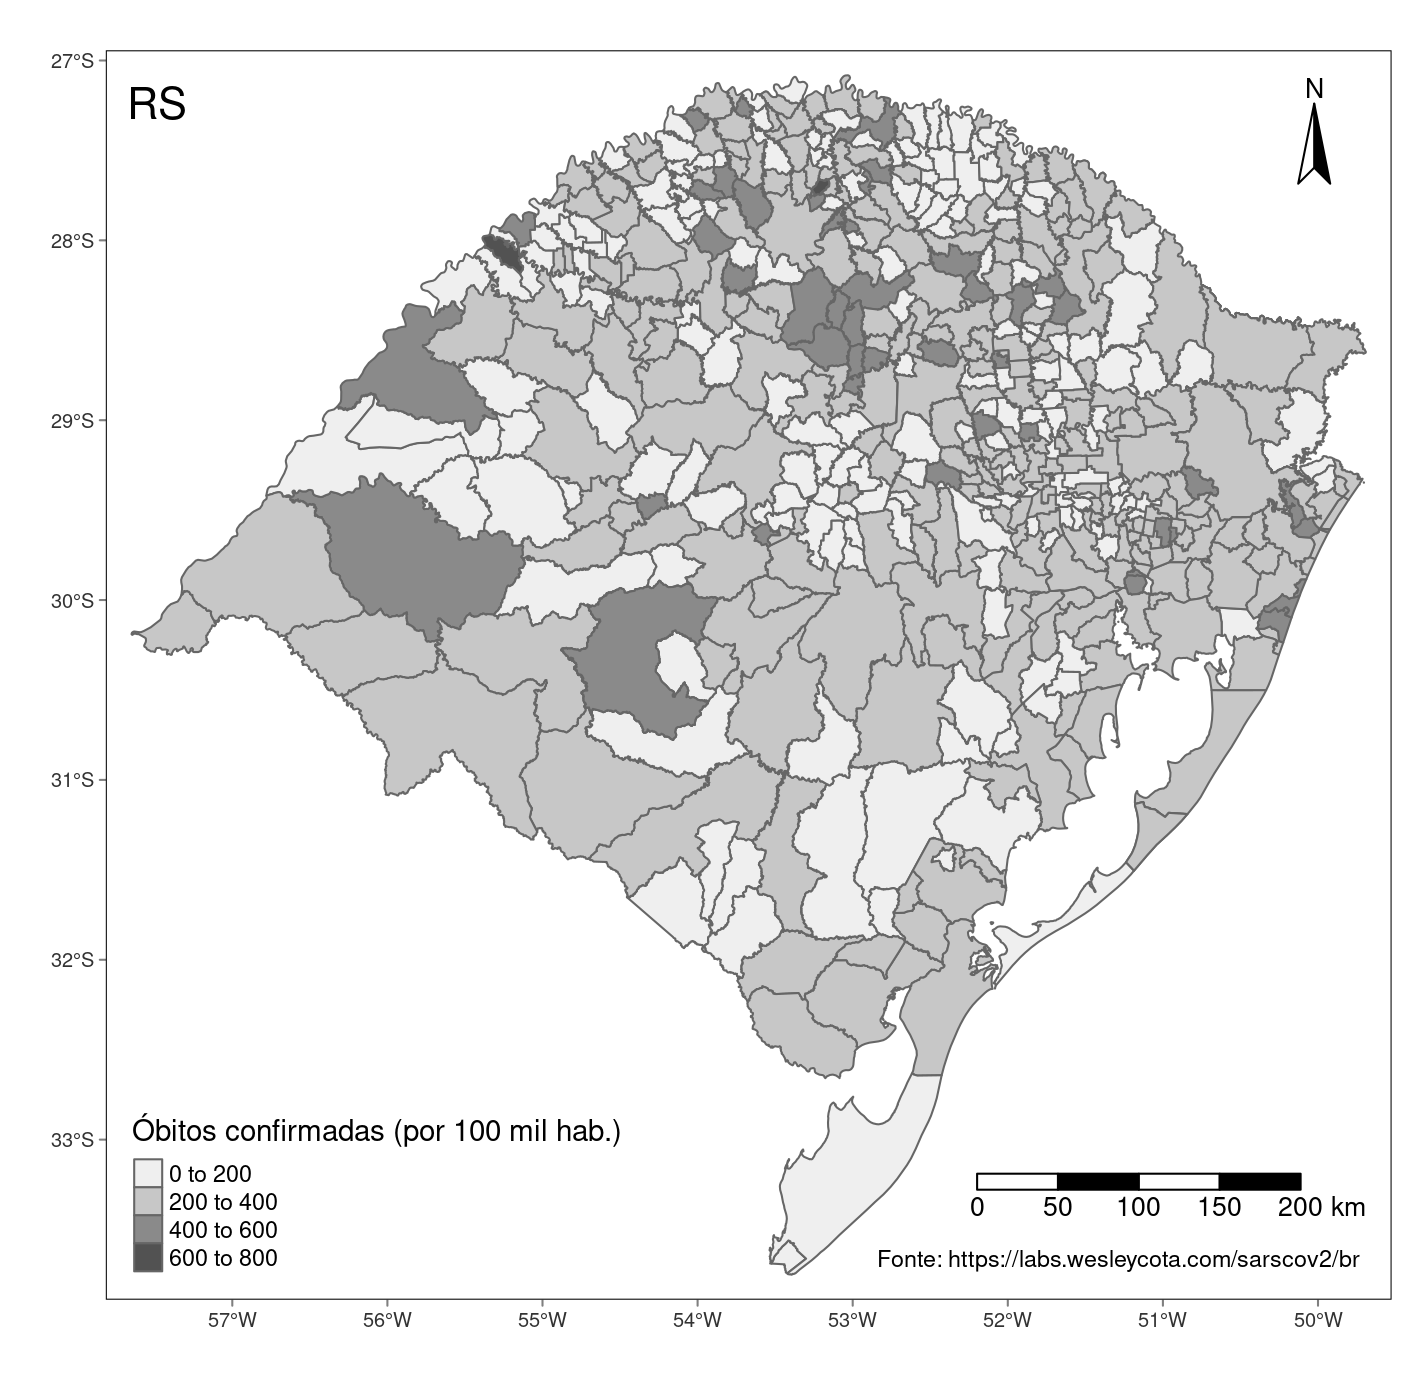 RS
N
27°S
28°S
29°S
30°S
31°S
32°S
33°S
Óbitos confirmadas (por 100 mil hab.)
0 to 200
200 to 400
400 to 600
600 to 800
0 50 100 150 200 km
Fonte: https://labs.wesleycota.com/sarscov2/br
57°W 56°W 55°W 54°W 53°W 52°W 51°W 50°W